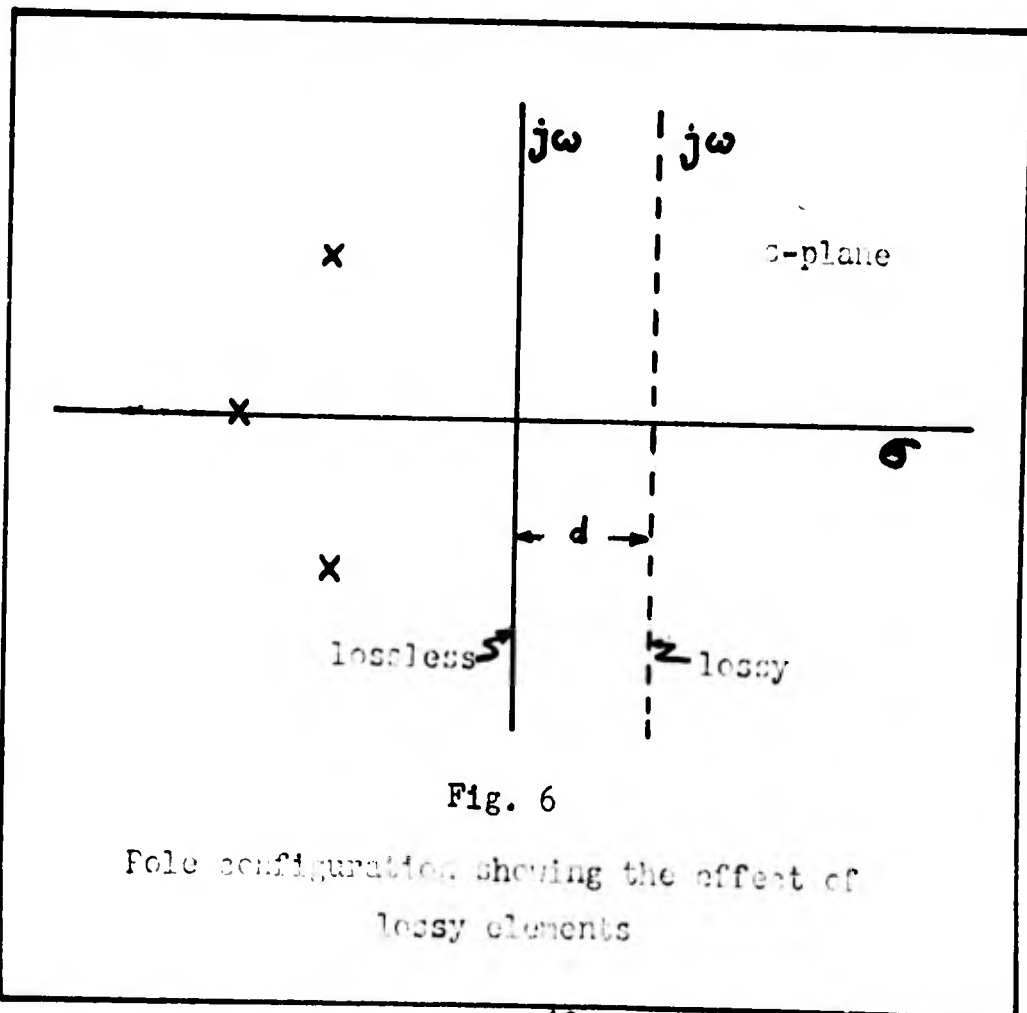 jω jω
s-plane
σ
d
lossless lossy
Fig. 6
Pole configuration showing the effect of
lossy elements